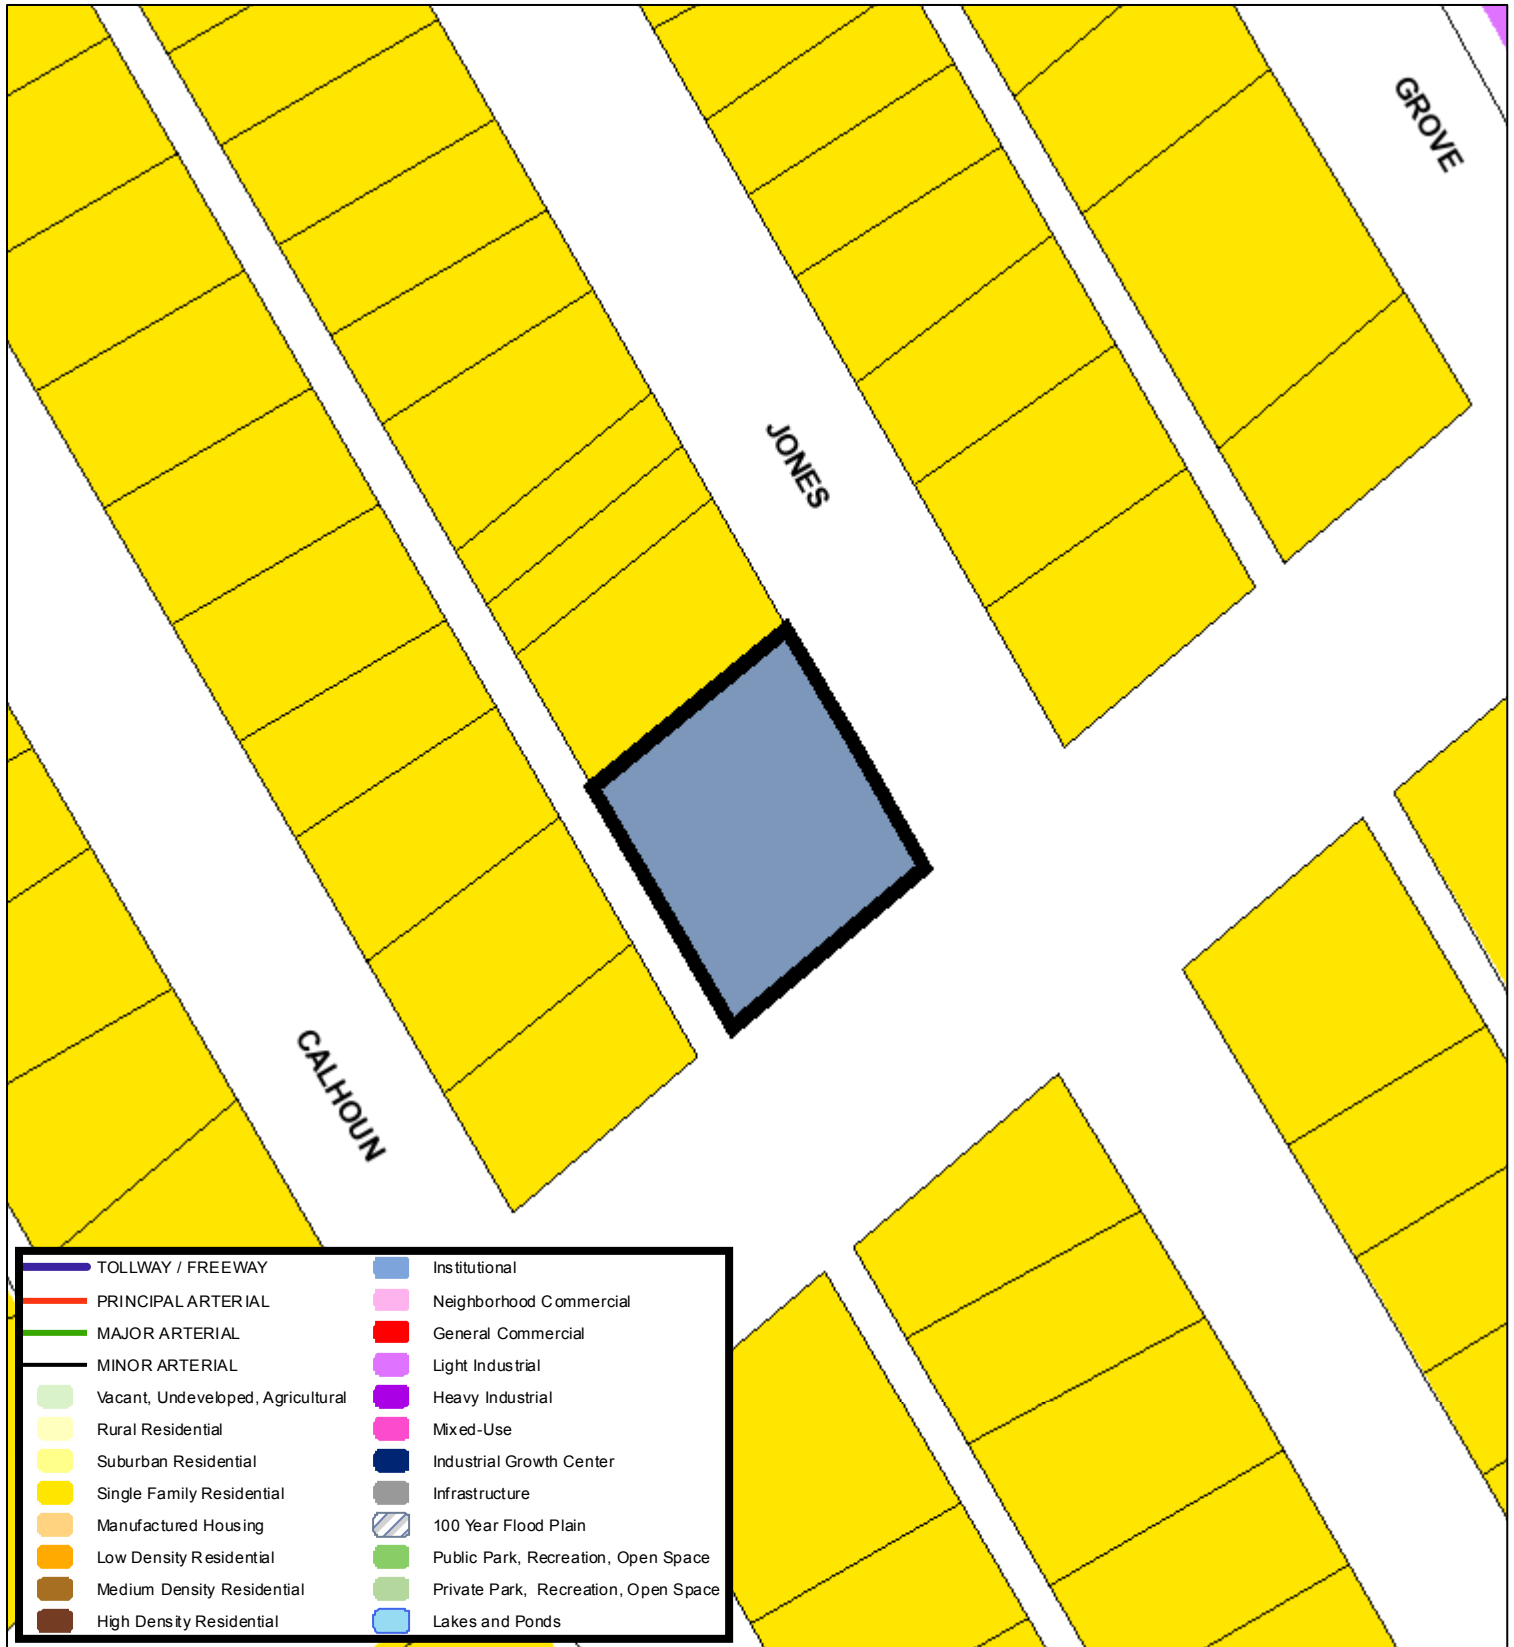 GROVE
JONES
CALHOUN
TOLLWAY / FREEWAY
PRINCIPAL ARTERIAL
MAJOR ARTERIAL
MINOR ARTERIAL
Vacant, Undeveloped, Agricultural
Rural Residential
Suburban Residential
Single Family Residential
Manufactured Housing
Low Density Residential
Medium Density Residential
High Density Residential
Institutional
Neighborhood Commercial
General Commercial
Light Industrial
Heavy Industrial
Mixed-Use
Industrial Growth Center
Infrastructure
100 Year Flood Plain
Public Park, Recreation, Open Space
Private Park, Recreation, Open Space
Lakes and Ponds